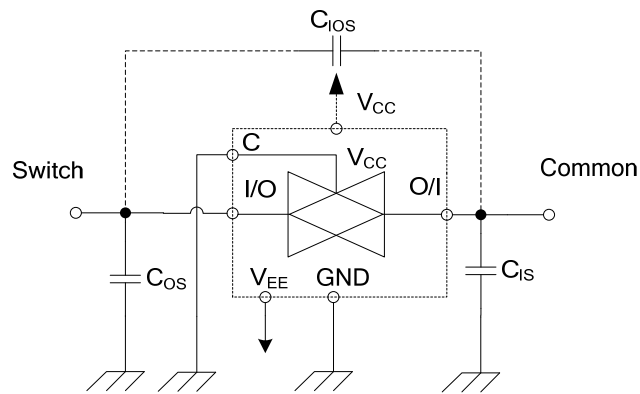 CIOS
VCC
C
VCC
Switch
I/O
O/I
Common
COS
VEE
GND
CIS